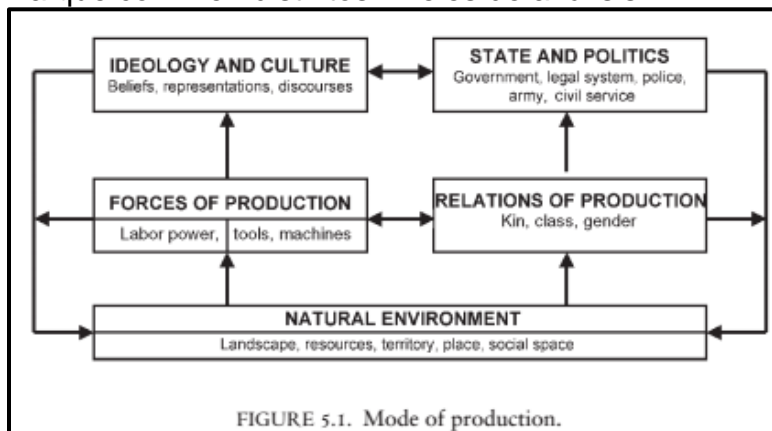 IDEOLOGY AND CULTURE
Beliefs, representations, discourses
STATE AND POLITICS
Government, legal system, police,
army, civil service
FORCES OF PRODUCTION
Labor power, tools, machines
RELATIONS OF PRODUCTION
Kin, class, gender
NATURAL ENVIRONMENT
Landscape, resources, territory, place, social space
FIGURE 5.1. Mode of production.